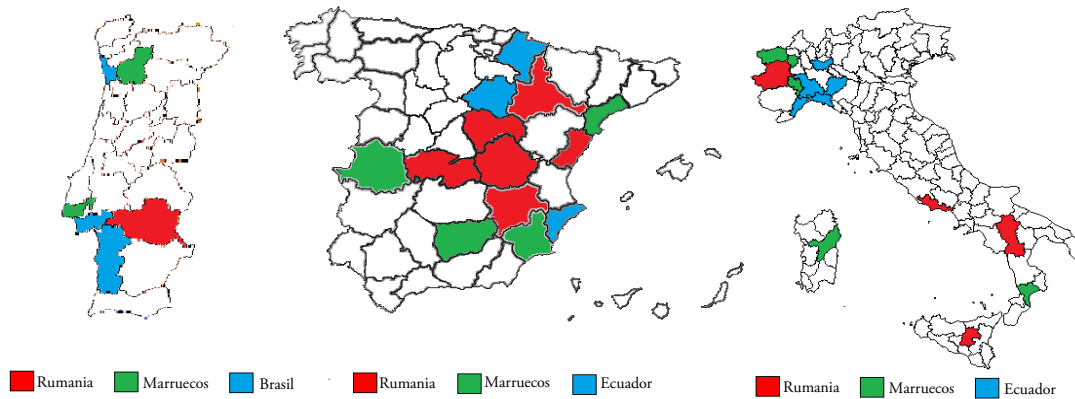 Rumania
Marruecos
Brasil
Rumania
Marruecos
Ecuador
Rumania
Marruecos
Ecuador